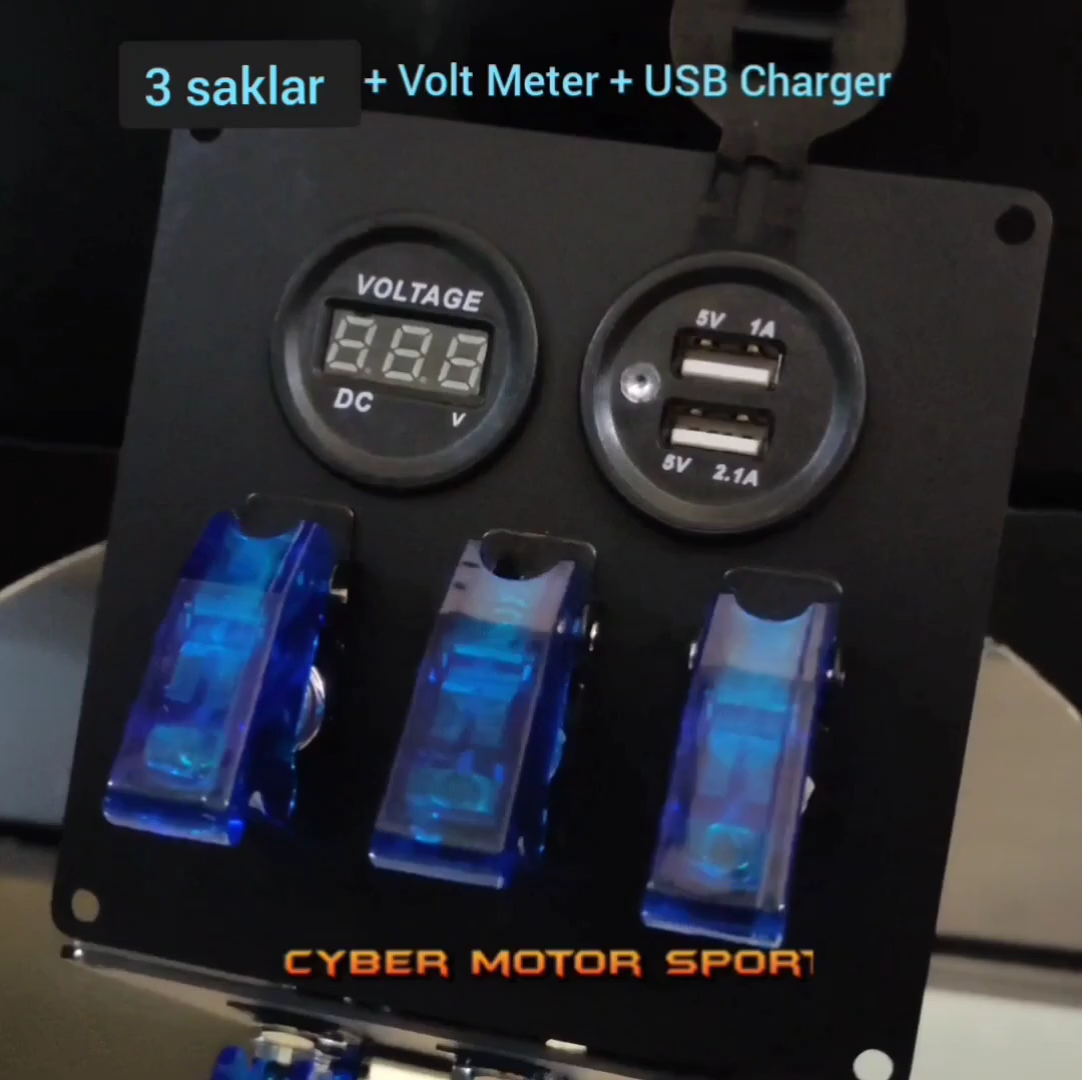 3 saklar + Volt Meter + USB Charger
VOLTAGE
DC V
5V 1A
5V 2.1A
CYBER MOTOR SPORT